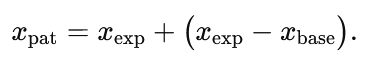 x_pat = x_exp + (x_exp − x_base).